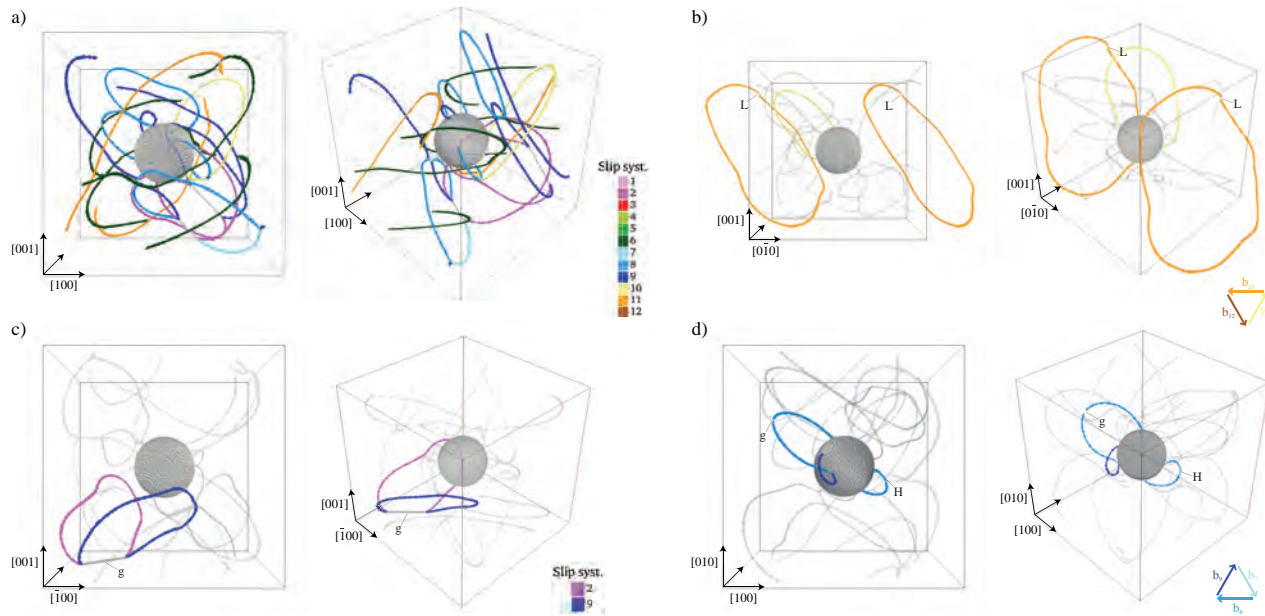 a)
[001]
[100]
[001]
[100]
Slip syst.
1
2
3
4
5
6
7
8
9
10
11
12
b)
L
L
[001]
[01̄0]
L
L
[001]
[01̄0]
b₁₁
b₁₂
c)
g
[001]
[1̄00]
g
[001]
[1̄00]
Slip syst.
2
9
d)
g
H
[010]
[100]
g
H
[010]
[100]
b₉
b₈